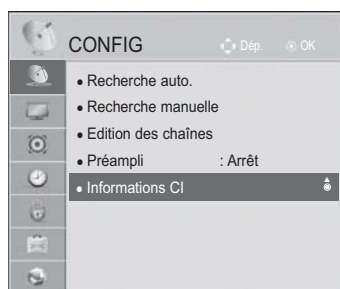 CONFIG
Dép.
OK
• Recherche auto.
• Recherche manuelle
• Edition des chaînes
• Préampli : Arrêt
• Informations CI